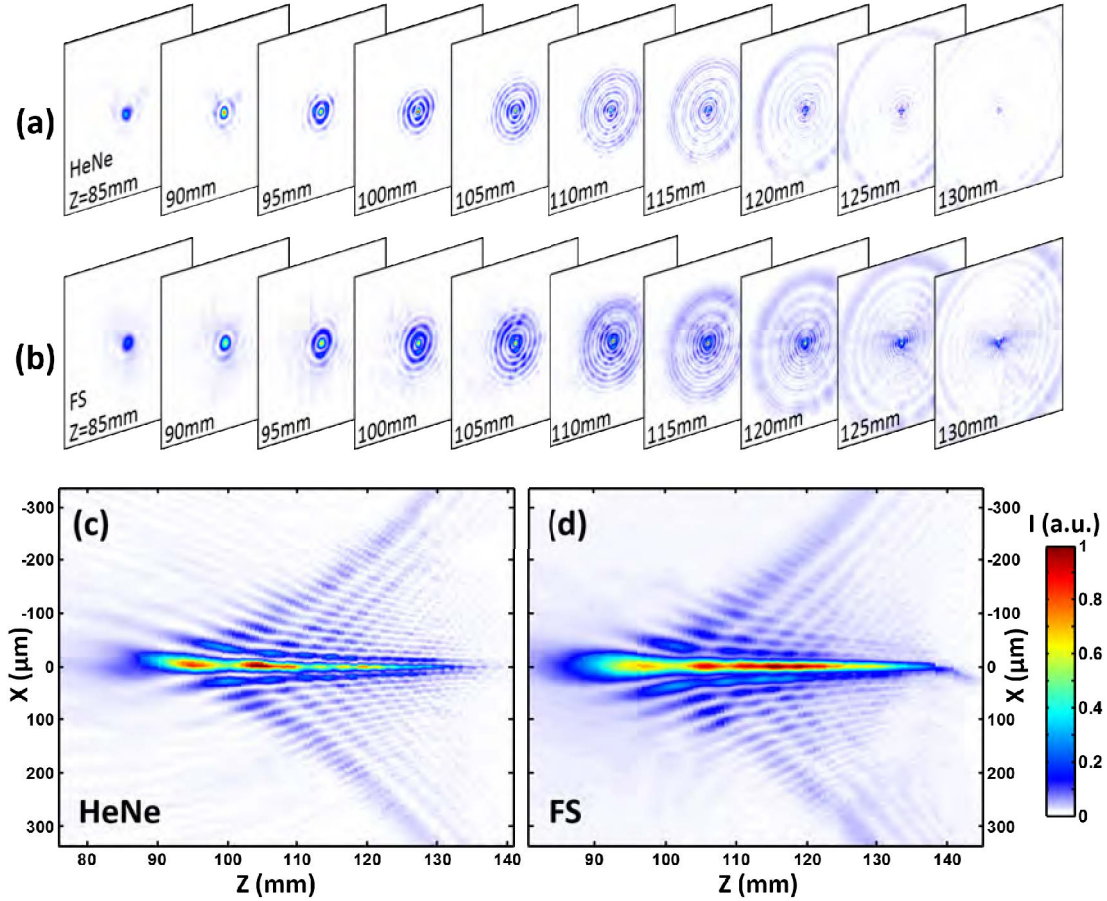 (a)
HeNe
Z=85mm
90mm
95mm
100mm
105mm
110mm
115mm
120mm
125mm
130mm
(b)
FS
Z=85mm
90mm
95mm
100mm
105mm
110mm
115mm
120mm
125mm
130mm
(c)
HeNe
-300
-200
-100
0
100
200
300
X (μm)
80 90 100 110 120 130 140
Z (mm)
(d)
FS
-300
-200
-100
0
100
200
300
X (μm)
90 100 110 120 130 140
Z (mm)
I (a.u.)
1
0.8
0.6
0.4
0.2
0